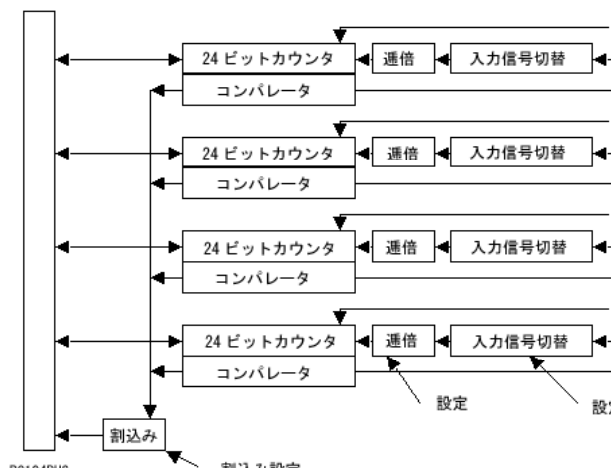 24 ビットカウンタ 逓倍 入力信号切替
コンパレータ
24 ビットカウンタ 逓倍 入力信号切替
コンパレータ
24 ビットカウンタ 逓倍 入力信号切替
コンパレータ
24 ビットカウンタ 逓倍 入力信号切替
コンパレータ
設定
設定
割込み
割込み設定